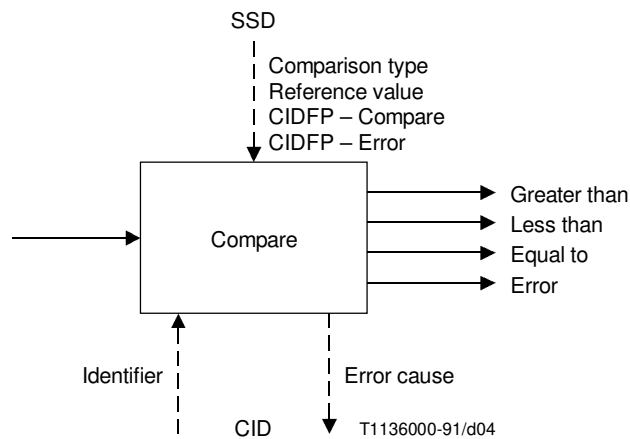 SSD
Comparison type
Reference value
CIDFP – Compare
CIDFP – Error
Compare
Greater than
Less than
Equal to
Error
Identifier
Error cause
CID
T1136000-91/d04